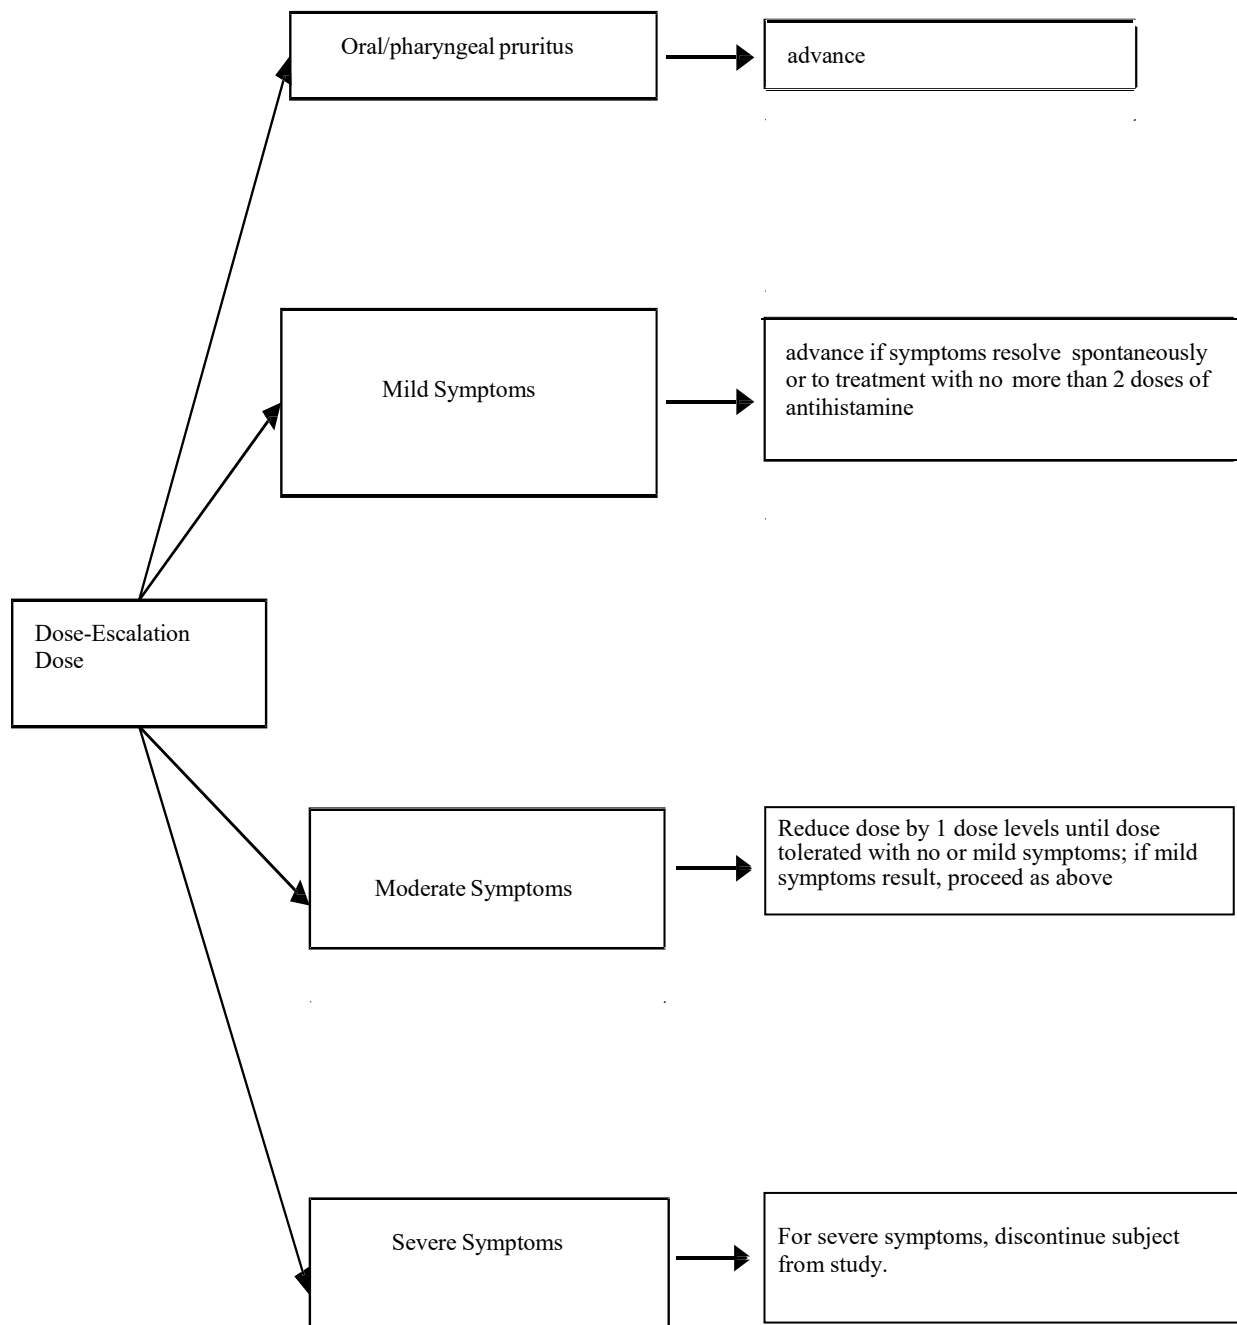 Oral/pharyngeal pruritus
advance
Mild Symptoms
advance if symptoms resolve spontaneously
or to treatment with no more than 2 doses of
antihistamine
Dose-Escalation
Dose
Moderate Symptoms
Reduce dose by 1 dose levels until dose
tolerated with no or mild symptoms; if mild
symptoms result, proceed as above
Severe Symptoms
For severe symptoms, discontinue subject
from study.